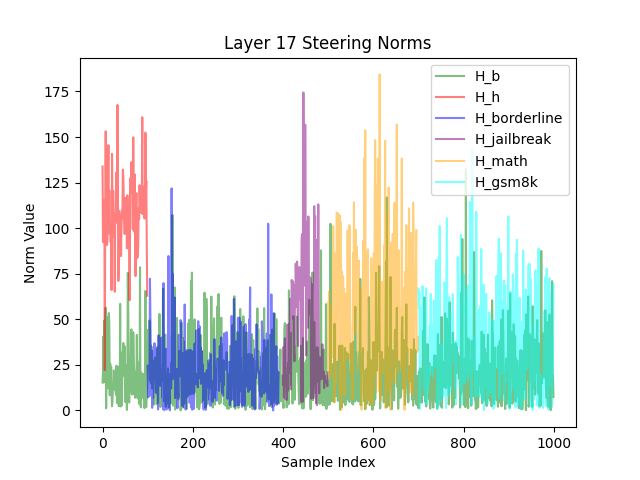 Layer 17 Steering Norms
H_b
H_h
H_borderline
H_jailbreak
H_math
H_gsm8k
Norm Value
175
150
125
100
75
50
25
0
0 200 400 600 800 1000
Sample Index